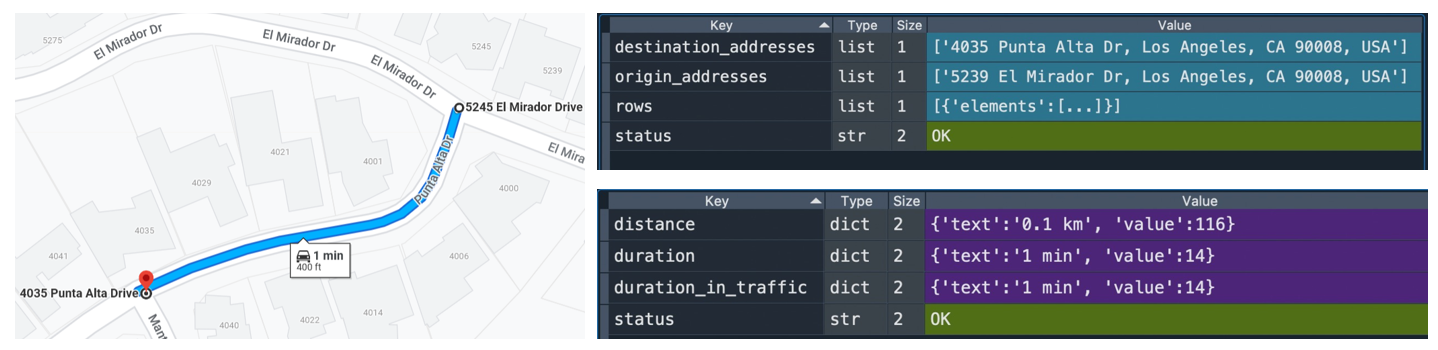 5275
El Mirador Dr
El Mirador Dr
5245
El Mirador Dr
5239
5245 El Mirador Drive
El Mira
4021
4001
Punta Alta Dr
4029
4000
4035
4041
1 min
400 ft
4006
4035 Punta Alta Drive
Mant
4040
4022
4014
Key Type Size Value
destination_addresses list 1 ['4035 Punta Alta Dr, Los Angeles, CA 90008, USA']
origin_addresses list 1 ['5239 El Mirador Dr, Los Angeles, CA 90008, USA']
rows list 1 [{'elements':[...]}]
status str 2 OK
Key Type Size Value
distance dict 2 {'text':'0.1 km', 'value':116}
duration dict 2 {'text':'1 min', 'value':14}
duration_in_traffic dict 2 {'text':'1 min', 'value':14}
status str 2 OK